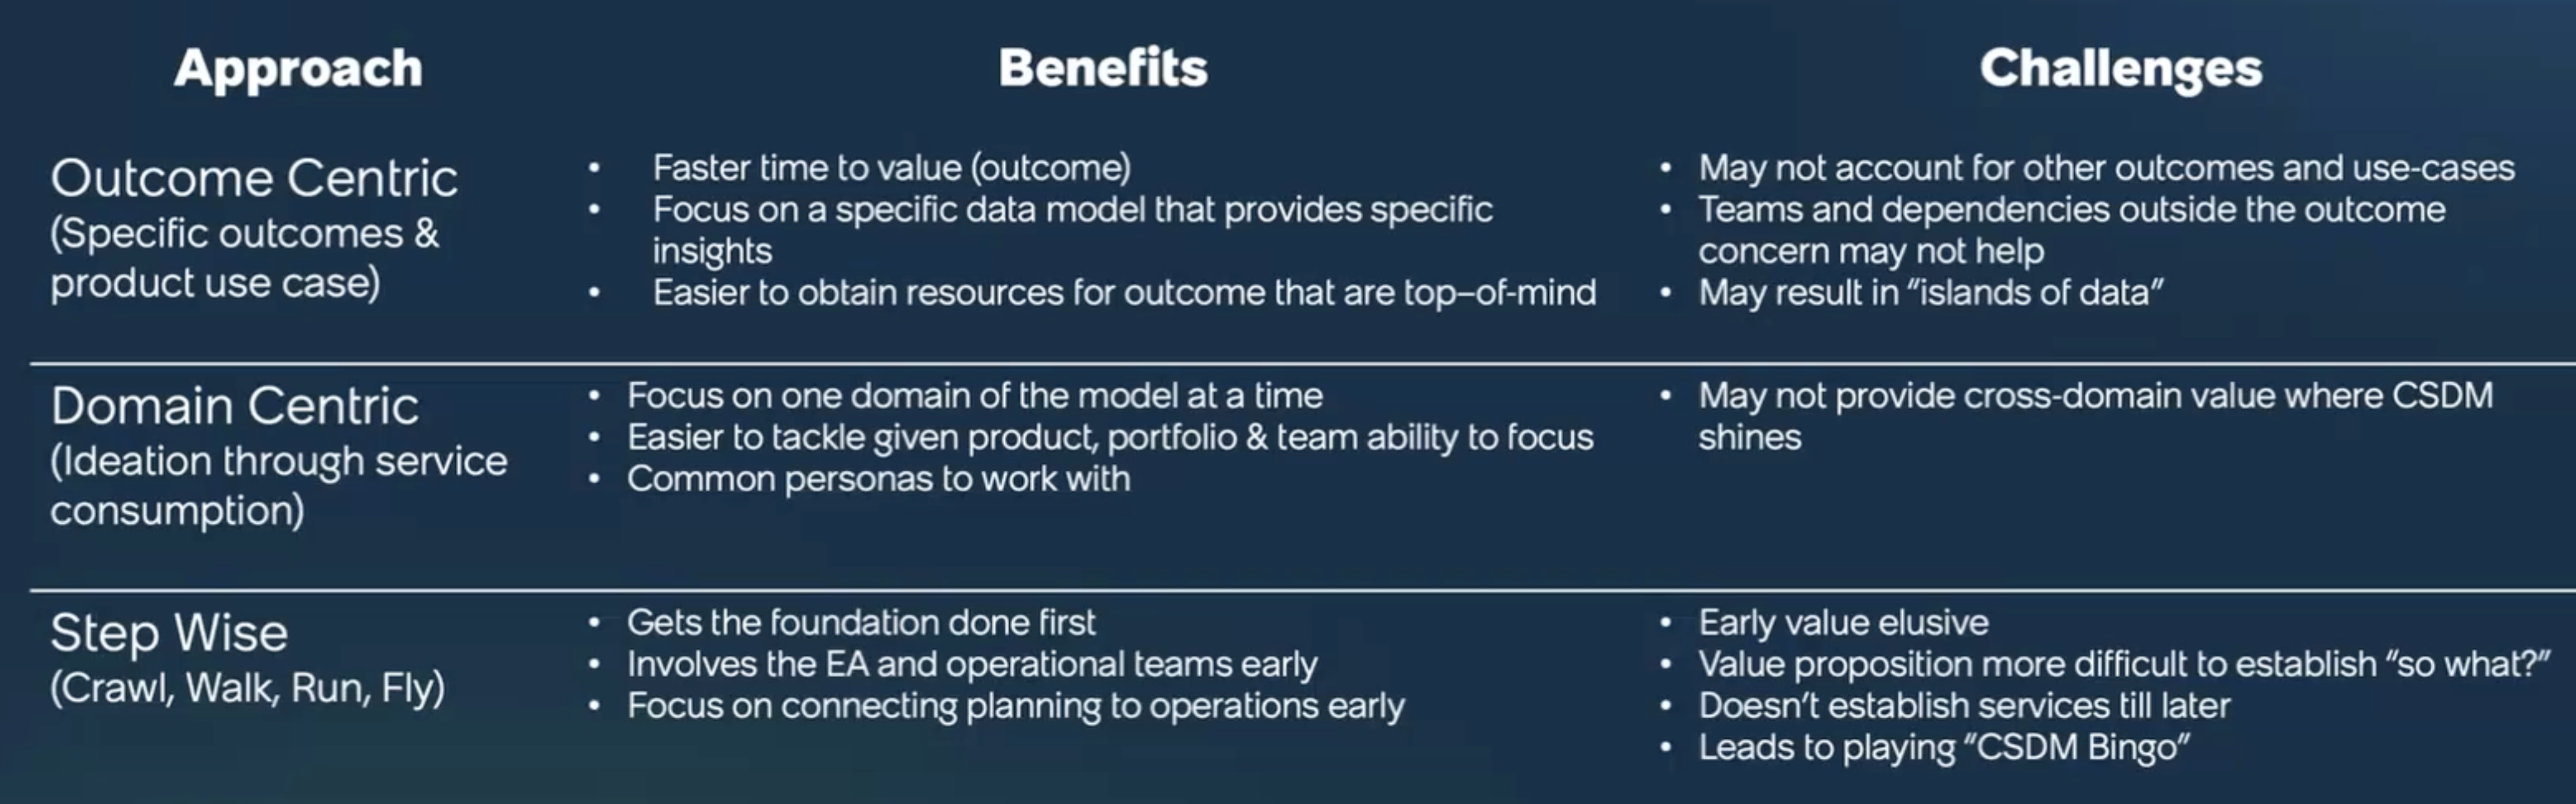 Approach
Benefits
Challenges
Outcome Centric
(Specific outcomes &
product use case)
• Faster time to value (outcome)
• Focus on a specific data model that provides specific
insights
• Easier to obtain resources for outcome that are top–of-mind
• May not account for other outcomes and use-cases
• Teams and dependencies outside the outcome
concern may not help
• May result in “islands of data”
Domain Centric
(Ideation through service
consumption)
• Focus on one domain of the model at a time
• Easier to tackle given product, portfolio & team ability to focus
• Common personas to work with
• May not provide cross-domain value where CSDM
shines
Step Wise
(Crawl, Walk, Run, Fly)
• Gets the foundation done first
• Involves the EA and operational teams early
• Focus on connecting planning to operations early
• Early value elusive
• Value proposition more difficult to establish “so what?”
• Doesn’t establish services till later
• Leads to playing “CSDM Bingo”